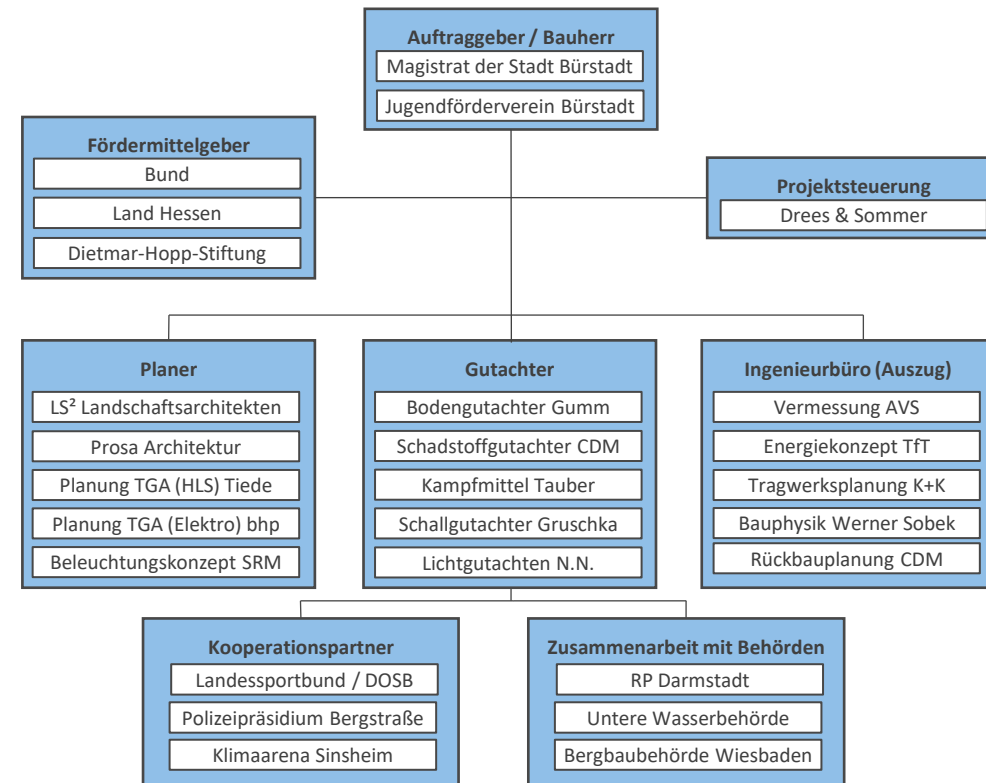 Auftraggeber / Bauherr
Magistrat der Stadt Bürstadt
Jugendförderverein Bürstadt
Fördermittelgeber
Bund
Land Hessen
Dietmar-Hopp-Stiftung
Projektsteuerung
Drees & Sommer
Planer
LS² Landschaftsarchitekten
Prosa Architektur
Planung TGA (HLS) Tiede
Planung TGA (Elektro) bhp
Beleuchtungskonzept SRM
Gutachter
Bodengutachter Gumm
Schadstoffgutachter CDM
Kampfmittel Tauber
Schallgutachter Gruschka
Lichtgutachten N.N.
Ingenieurbüro (Auszug)
Vermessung AVS
Energiekonzept TfT
Tragwerksplanung K+K
Bauphysik Werner Sobek
Rückbauplanung CDM
Kooperationspartner
Landessportbund / DOSB
Polizeipräsidium Bergstraße
Klimaarena Sinsheim
Zusammenarbeit mit Behörden
RP Darmstadt
Untere Wasserbehörde
Bergbaubehörde Wiesbaden